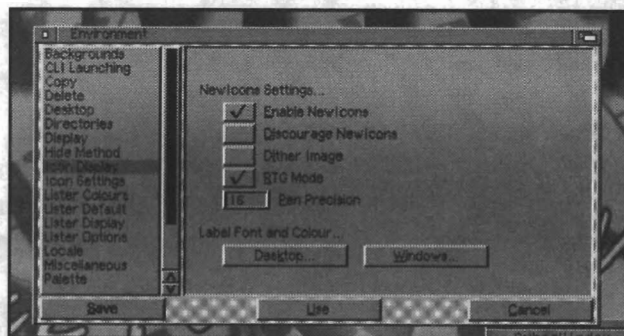 Environment
Backgrounds
CLI Launching
Copy
Delete
Desktop
Directories
Display
Hide Method
Icon Display
Icon Settings
Lister Colours
Lister Default
Lister Display
Lister Options
Locale
Miscellaneous
Palette
NewIcons Settings...
Enable NewIcons
Discourage NewIcons
Dither Image
RTG Mode
16 Pen Precision
Label Font and Colour...
Desktop... Windows...
Save Use Cancel